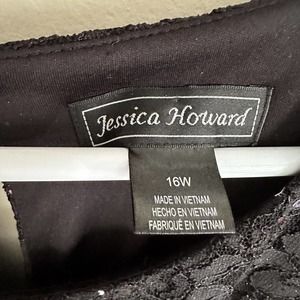 Jessica Howard
16W
MADE IN VIETNAM
HECHO EN VIETNAM
FABRIQUÉ EN VIETNAM